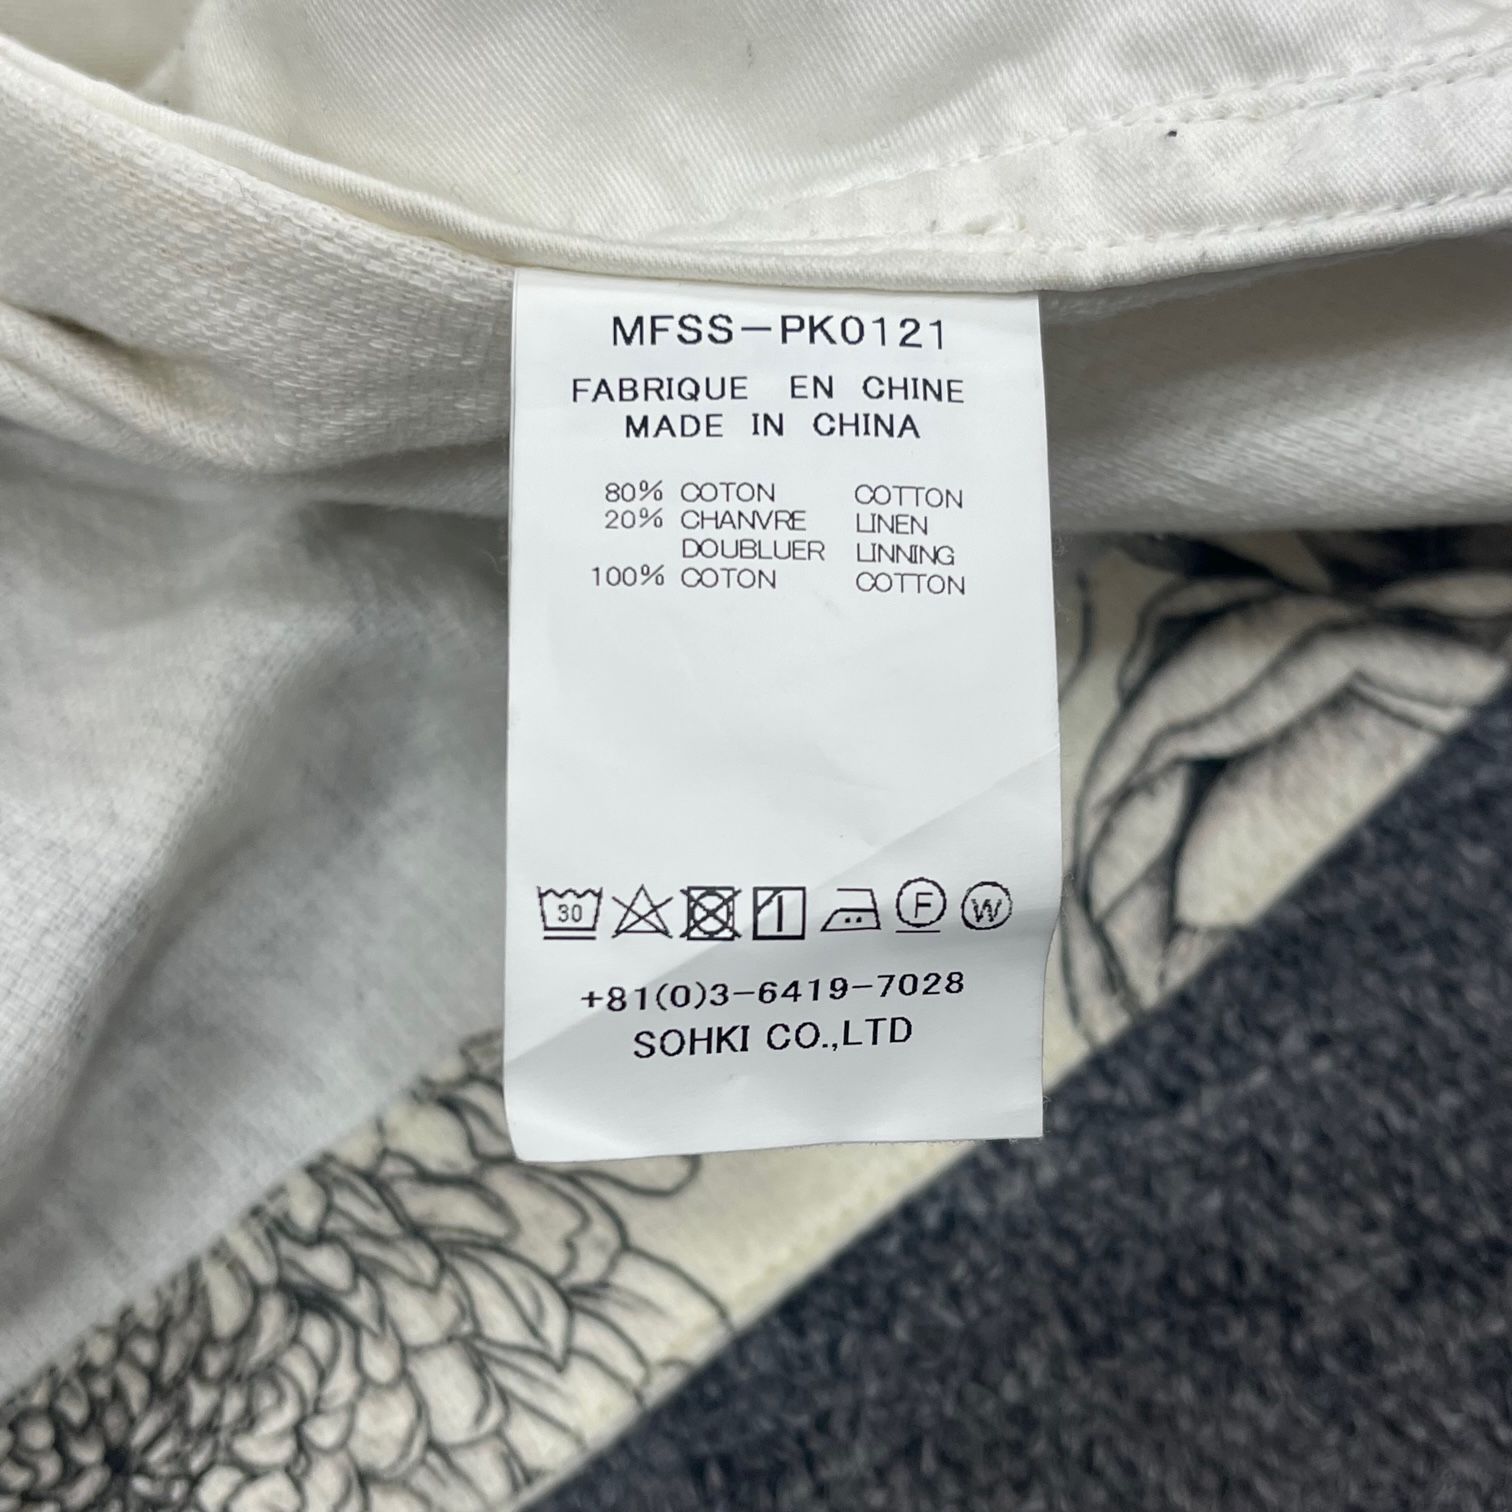 MFSS-PK0121
FABRIQUE EN CHINE
MADE IN CHINA
80% COTON COTTON
20% CHANVRE LINEN
DOUBLUER LINNING
100% COTON COTTON
30 F W
+81(0)3-6419-7028
SOHKI CO.,LTD